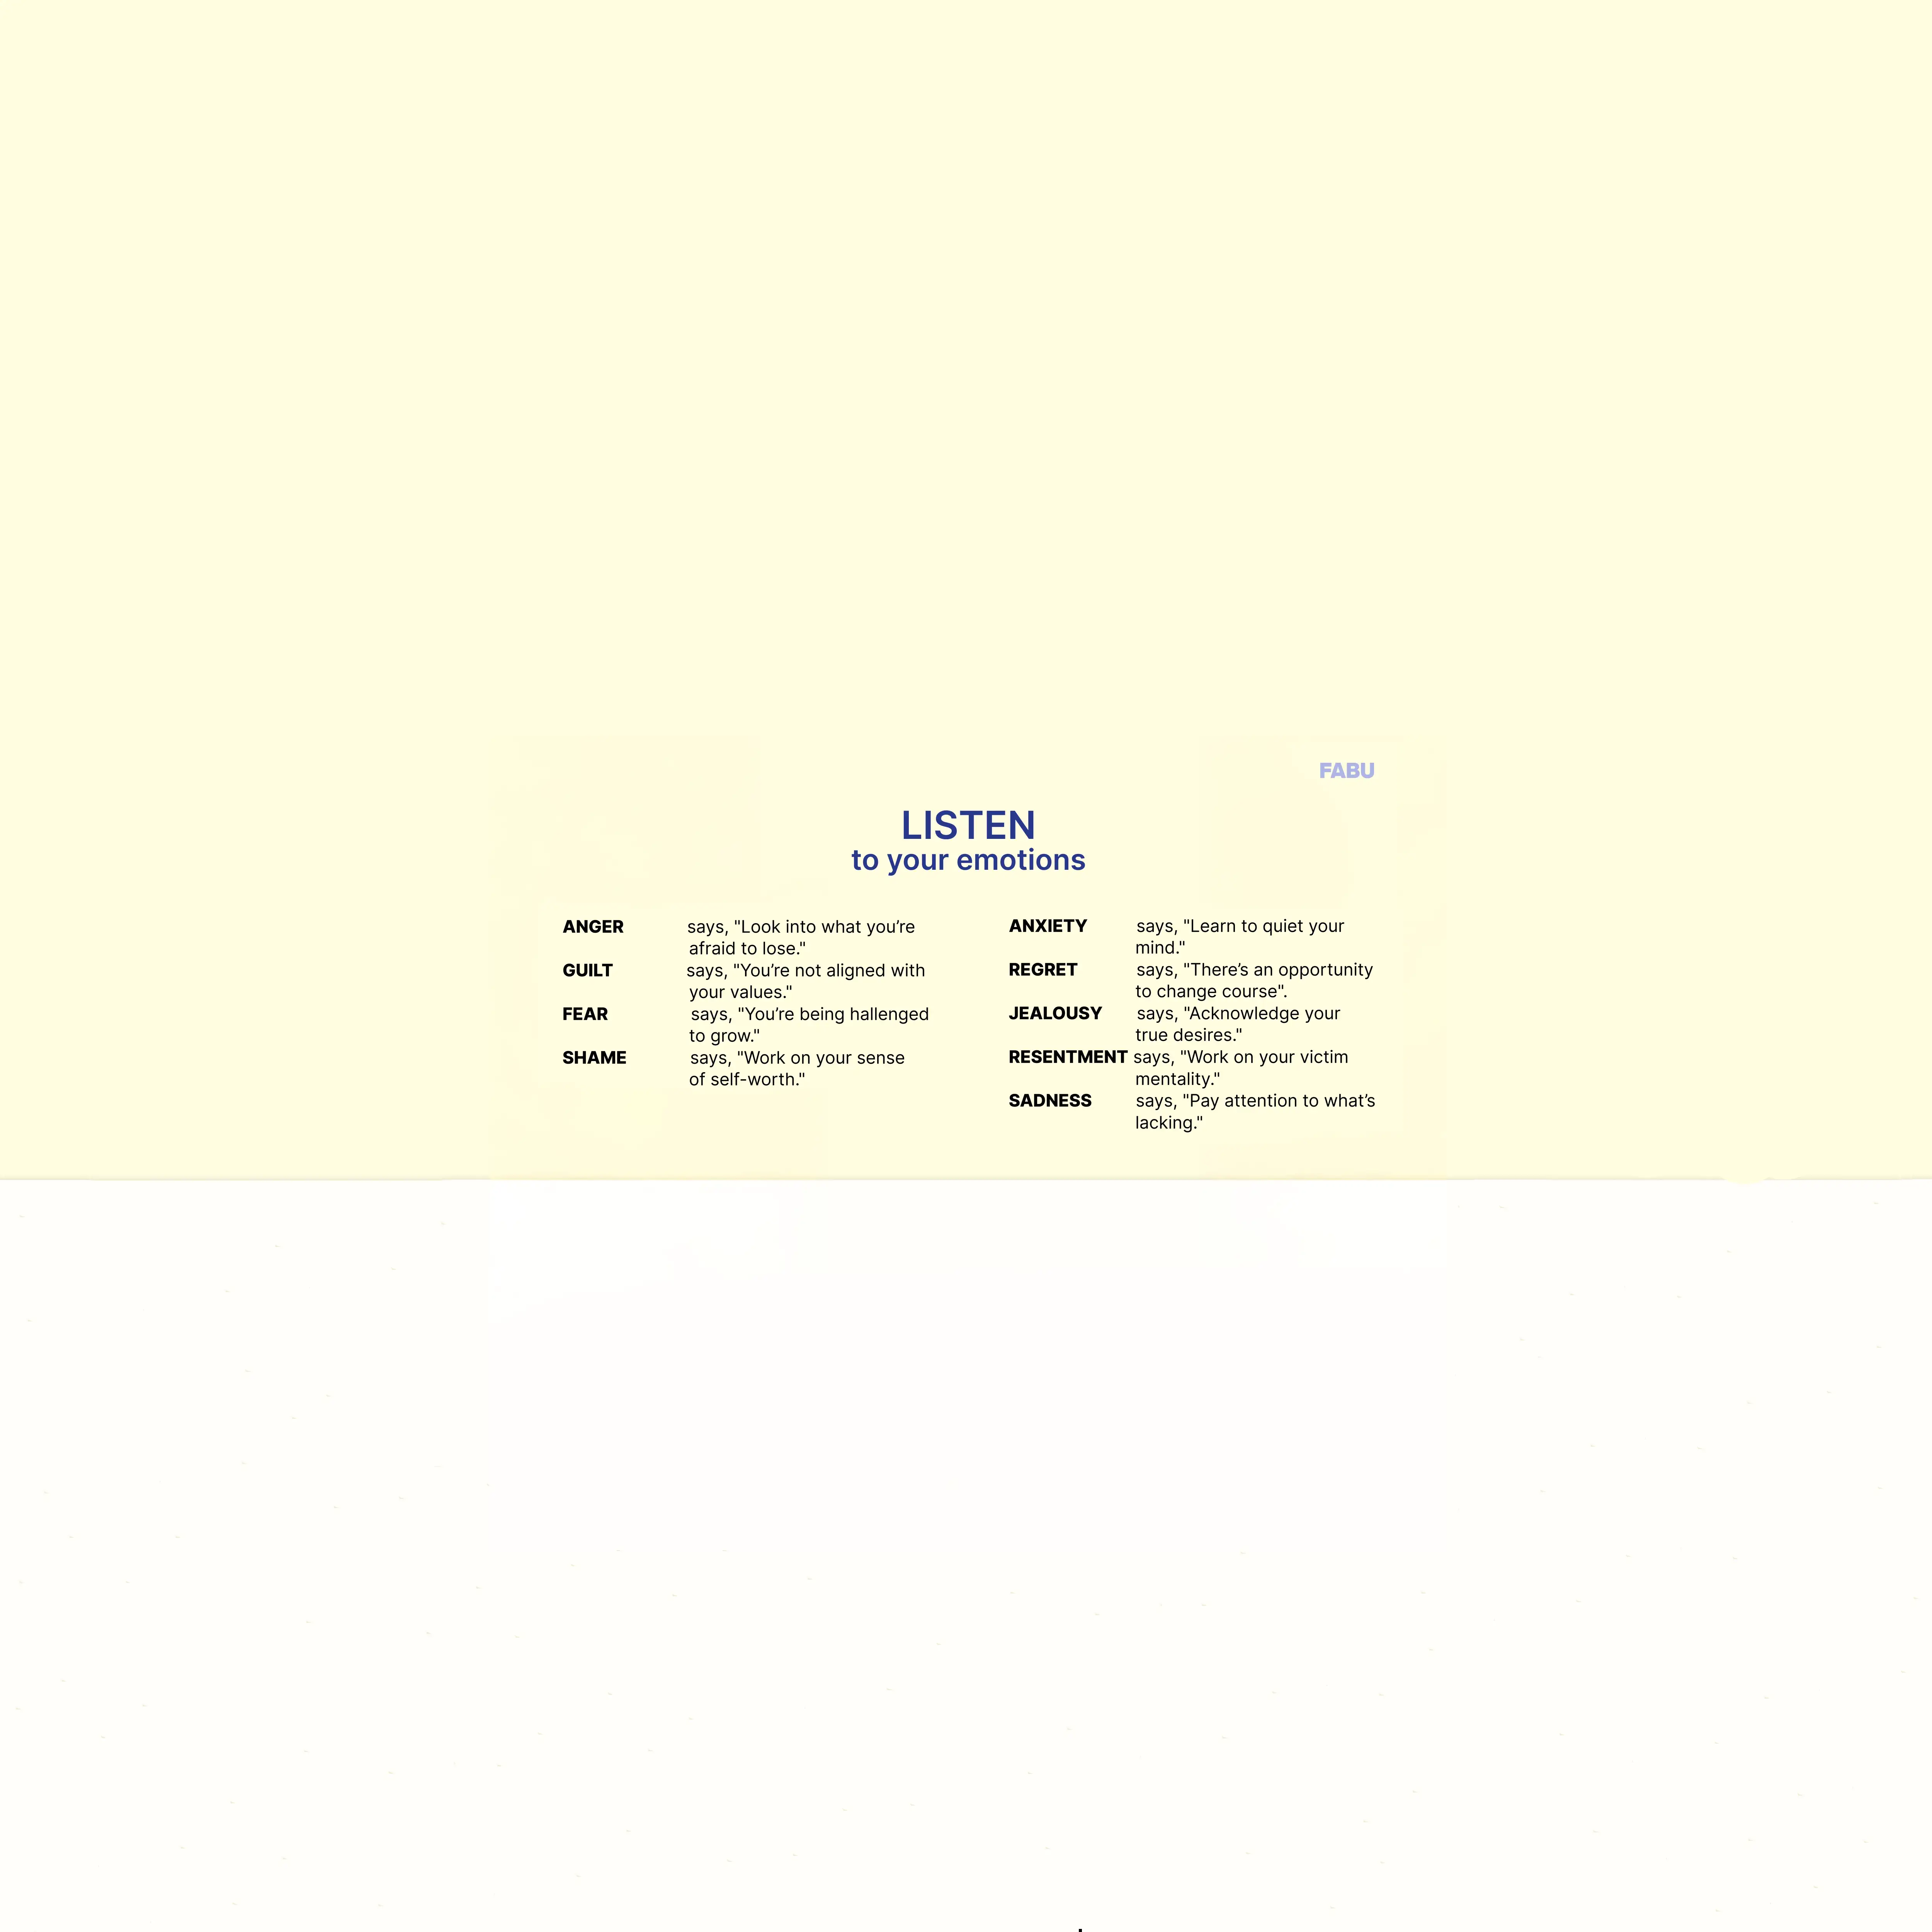 FABU
LISTEN
to your emotions
ANGER says, "Look into what you’re
afraid to lose."
GUILT says, "You’re not aligned with
your values."
FEAR says, "You’re being hallenged
to grow."
SHAME says, "Work on your sense
of self-worth."
ANXIETY says, "Learn to quiet your
mind."
REGRET says, "There’s an opportunity
to change course".
JEALOUSY says, "Acknowledge your
true desires."
RESENTMENT says, "Work on your victim
mentality."
SADNESS says, "Pay attention to what’s
lacking."